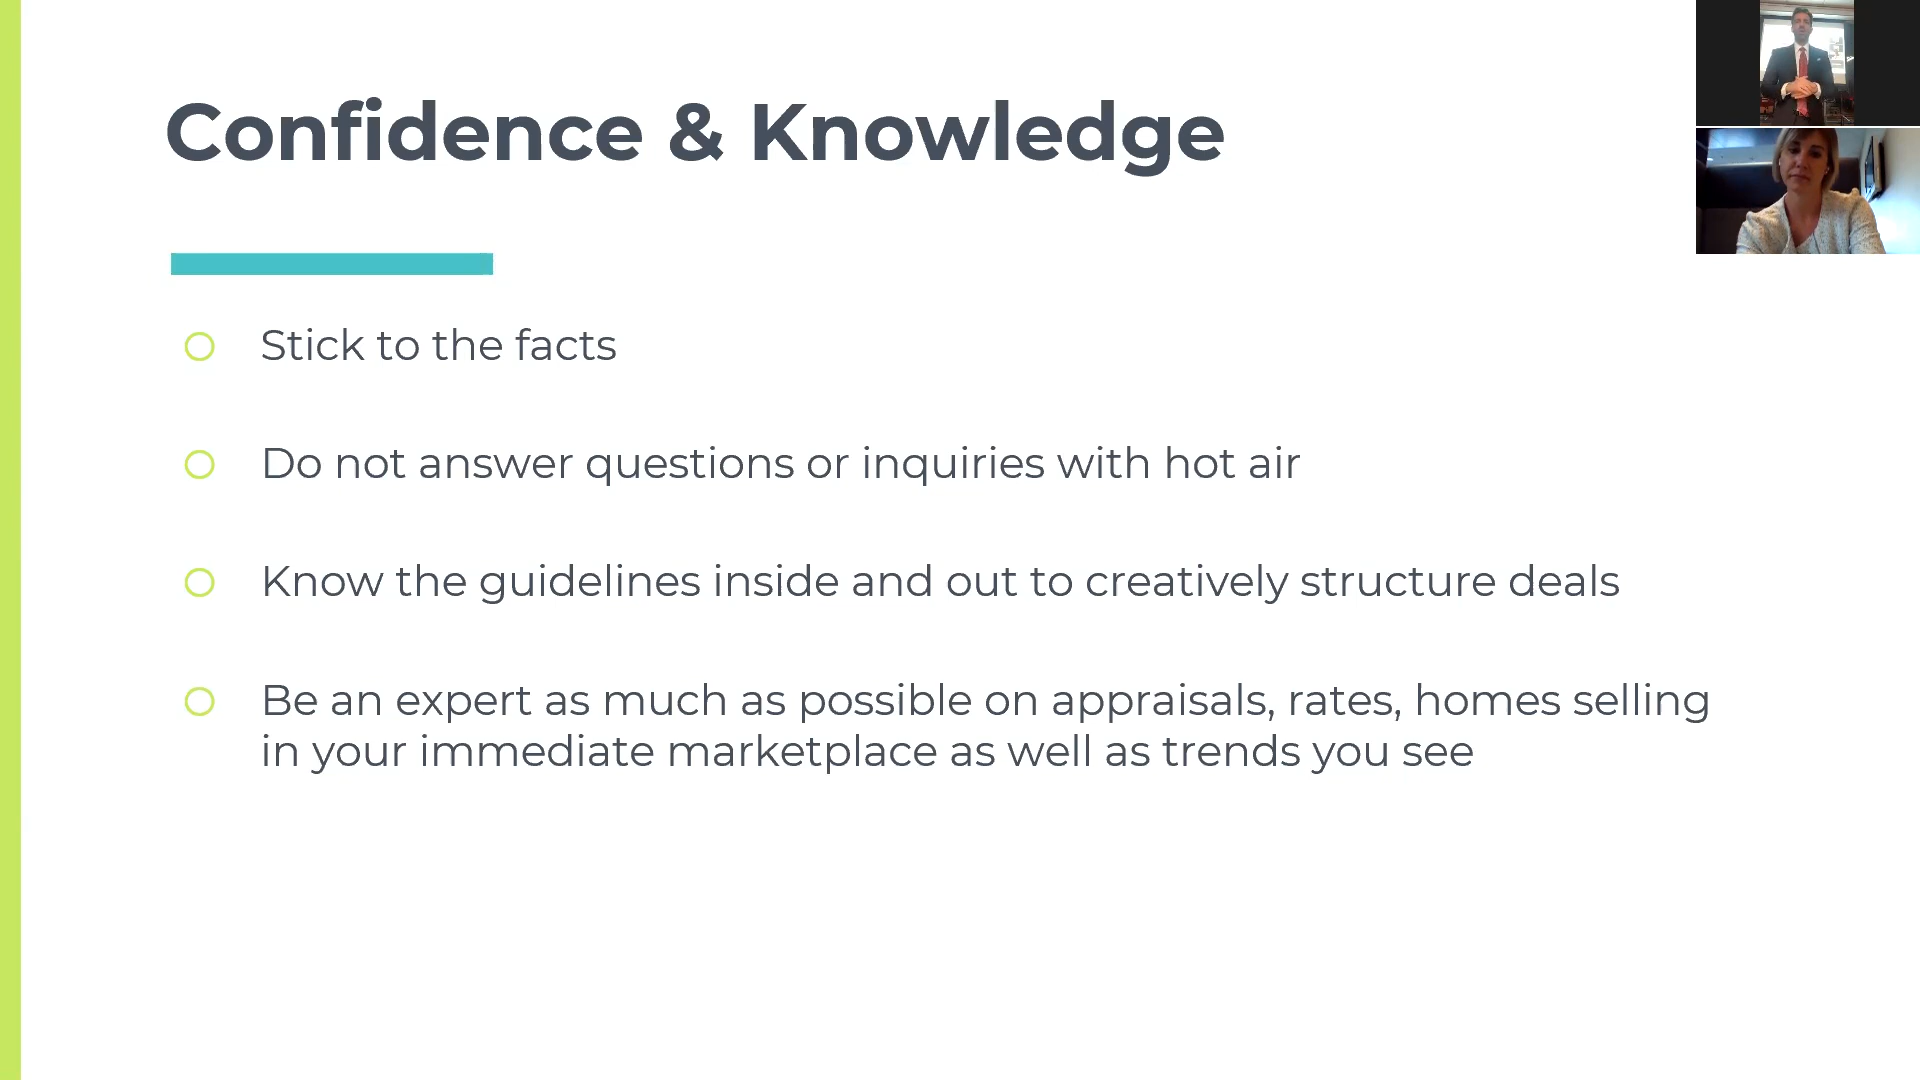 Confidence & Knowledge
Stick to the facts
Do not answer questions or inquiries with hot air
Know the guidelines inside and out to creatively structure deals
Be an expert as much as possible on appraisals, rates, homes selling
in your immediate marketplace as well as trends you see